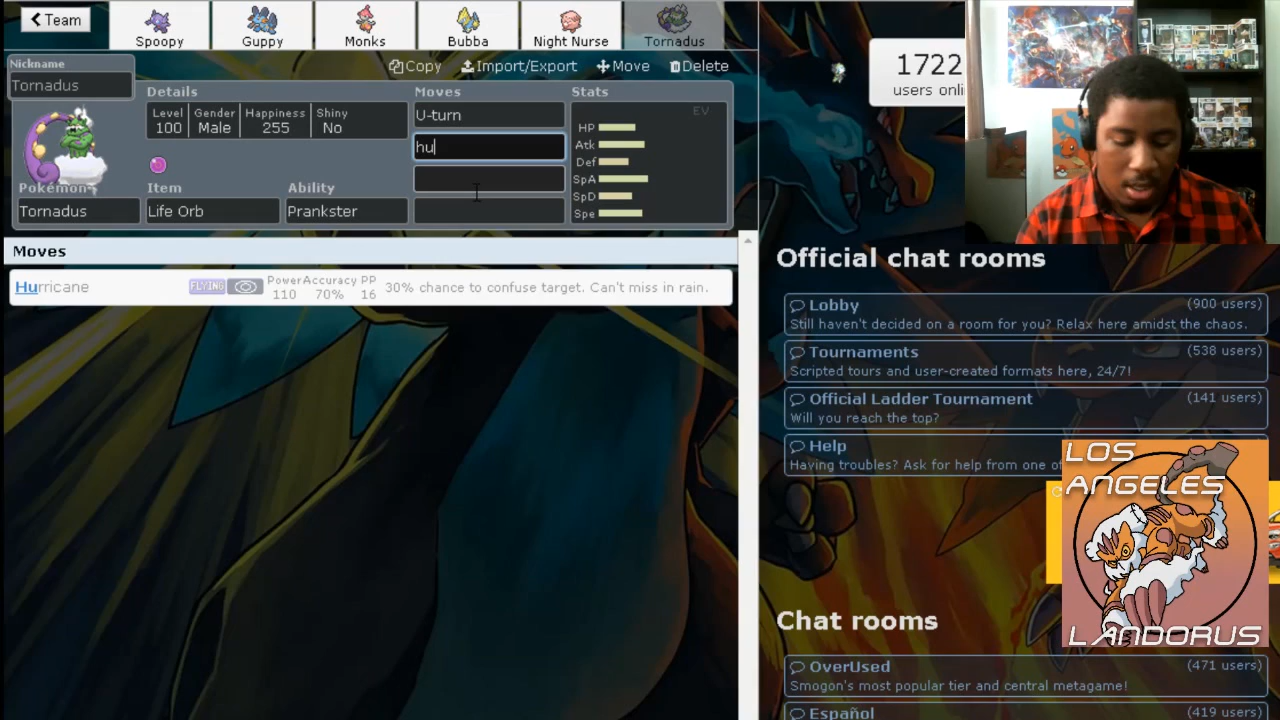 Team
Spoopy
Guppy
Monks
Bubba
Night Nurse
Tornadus
Copy
Import/Export
Move
Delete
Nickname
Tornadus
Details
Level
100
Gender
Male
Happiness
255
Shiny
No
Pokémon
Tornadus
Item
Life Orb
Ability
Prankster
Moves
U-turn
hu
Stats
EV
HP
Atk
Def
SpA
SpD
Spe
Moves
Hurricane
FLYING
Power
110
Accuracy
70%
PP
16
30% chance to confuse target. Can't miss in rain.
1722
users onli
Official chat rooms
Lobby (900 users)
Still haven't decided on a room for you? Relax here amidst the chaos.
Tournaments (538 users)
Scripted tours and user-created formats here, 24/7!
Official Ladder Tournament (141 users)
Will you reach the top?
Help
Having troubles? Ask for help from one of
LOS
ANGELES
LANDORUS
Chat rooms
OverUsed (471 users)
Smogon's most popular tier and central metagame!
Español (419 users)